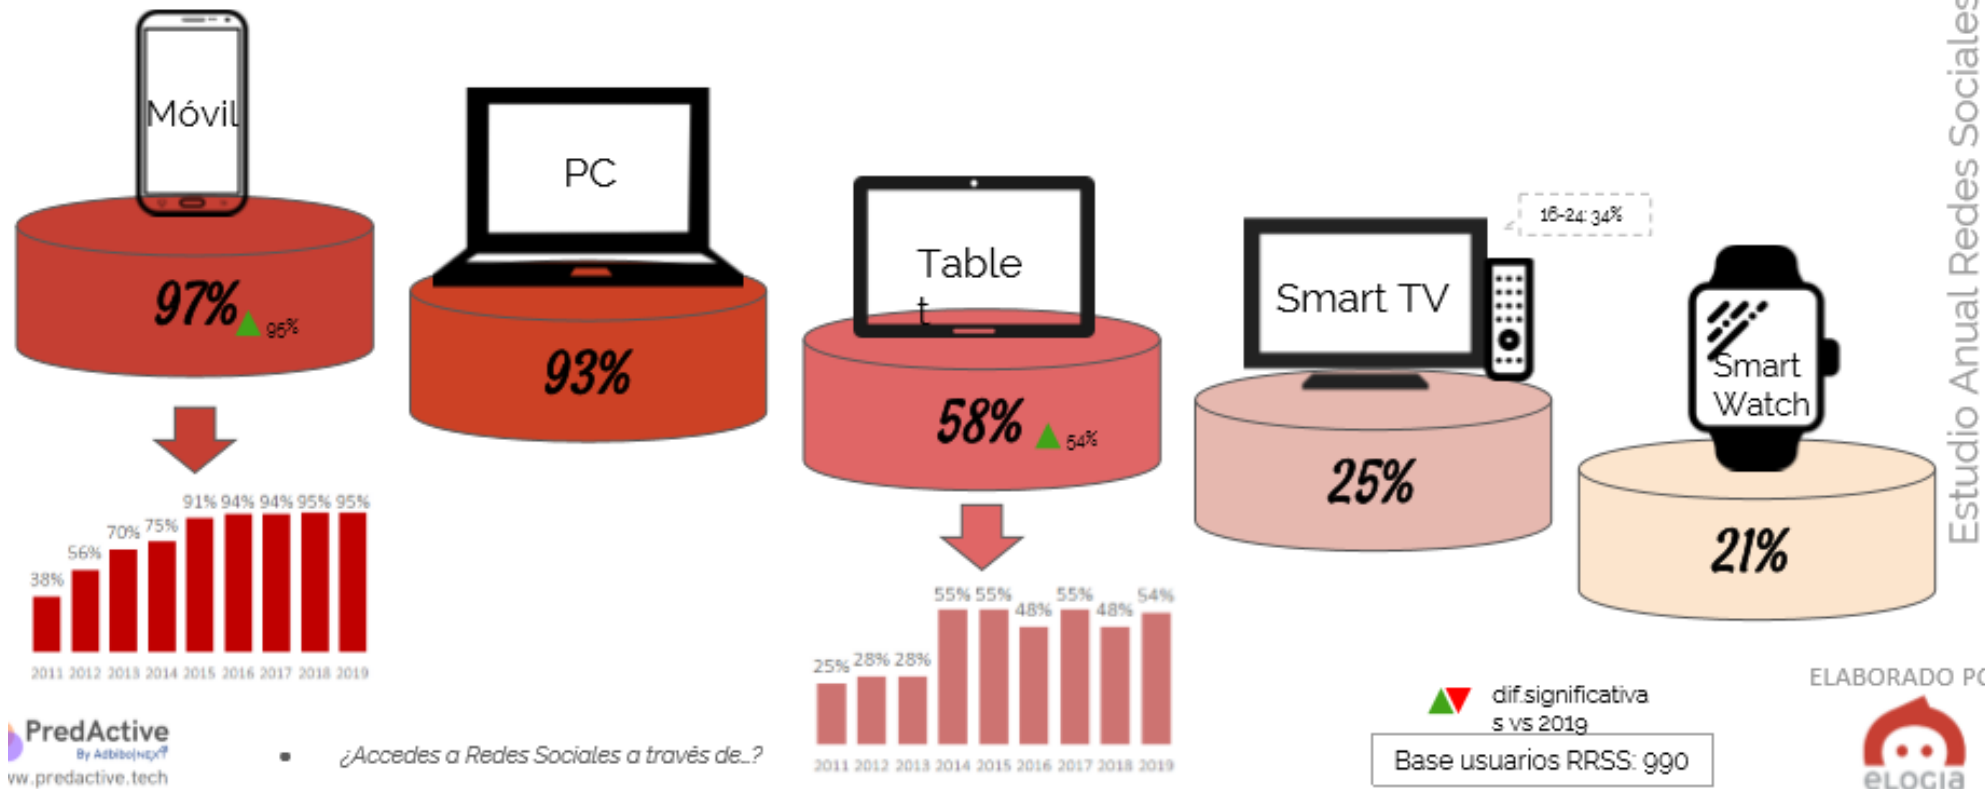 Móvil
97%
95%
91% 94% 94% 95% 95%
75%
70%
56%
38%
2011 2012 2013 2014 2015 2016 2017 2018 2019
PC
93%
Table
t
58%
54%
55% 55% 48% 55% 48% 54%
25% 28% 28%
2011 2012 2013 2014 2015 2016 2017 2018 2019
Smart TV
16-24: 34%
25%
Smart
Watch
21%
Estudio Anual Redes Sociales
PredActive
By Adbibo|NEXT
ww.predactive.tech
• ¿Accedes a Redes Sociales a través de...?
dif.significativa
s vs 2019
Base usuarios RRSS: 990
ELABORADO PO
eLOGIA